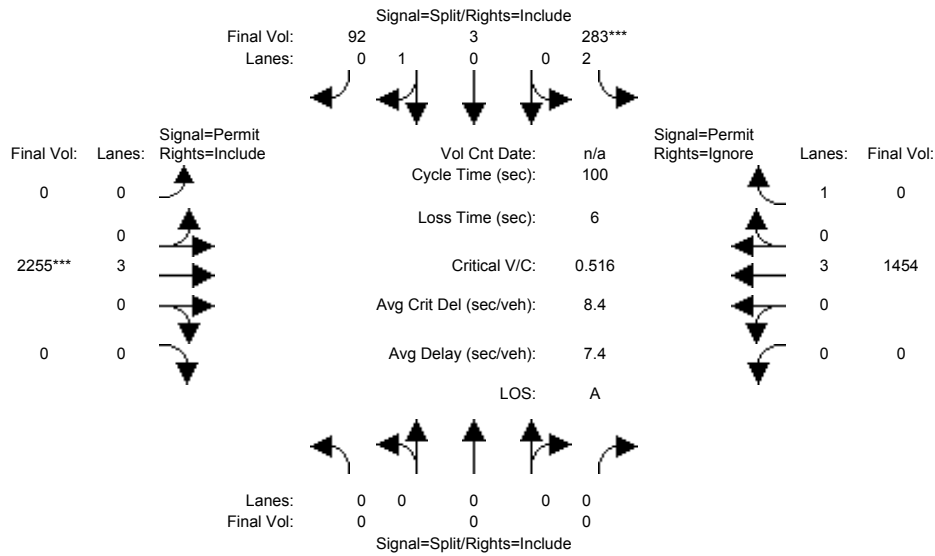 Signal=Split/Rights=Include
Final Vol: 92 3 283***
Lanes: 0 1 0 0 2
Signal=Permit Signal=Permit
Final Vol: Lanes: Rights=Include Vol Cnt Date: n/a Rights=Ignore Lanes: Final Vol:
Cycle Time (sec): 100
0 0 1 0
Loss Time (sec): 6
0 0
2255*** 3 Critical V/C: 0.516 3 1454
0 Avg Crit Del (sec/veh): 8.4 0
0 0 Avg Delay (sec/veh): 7.4 0 0
LOS: A
Lanes: 0 0 0 0 0
Final Vol: 0 0 0
Signal=Split/Rights=Include